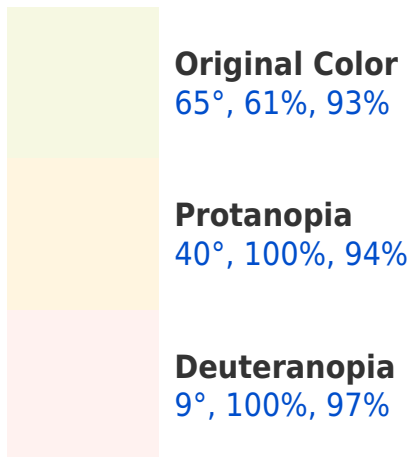 Original Color
65°, 61%, 93%
Protanopia
40°, 100%, 94%
Deuteranopia
9°, 100%, 97%